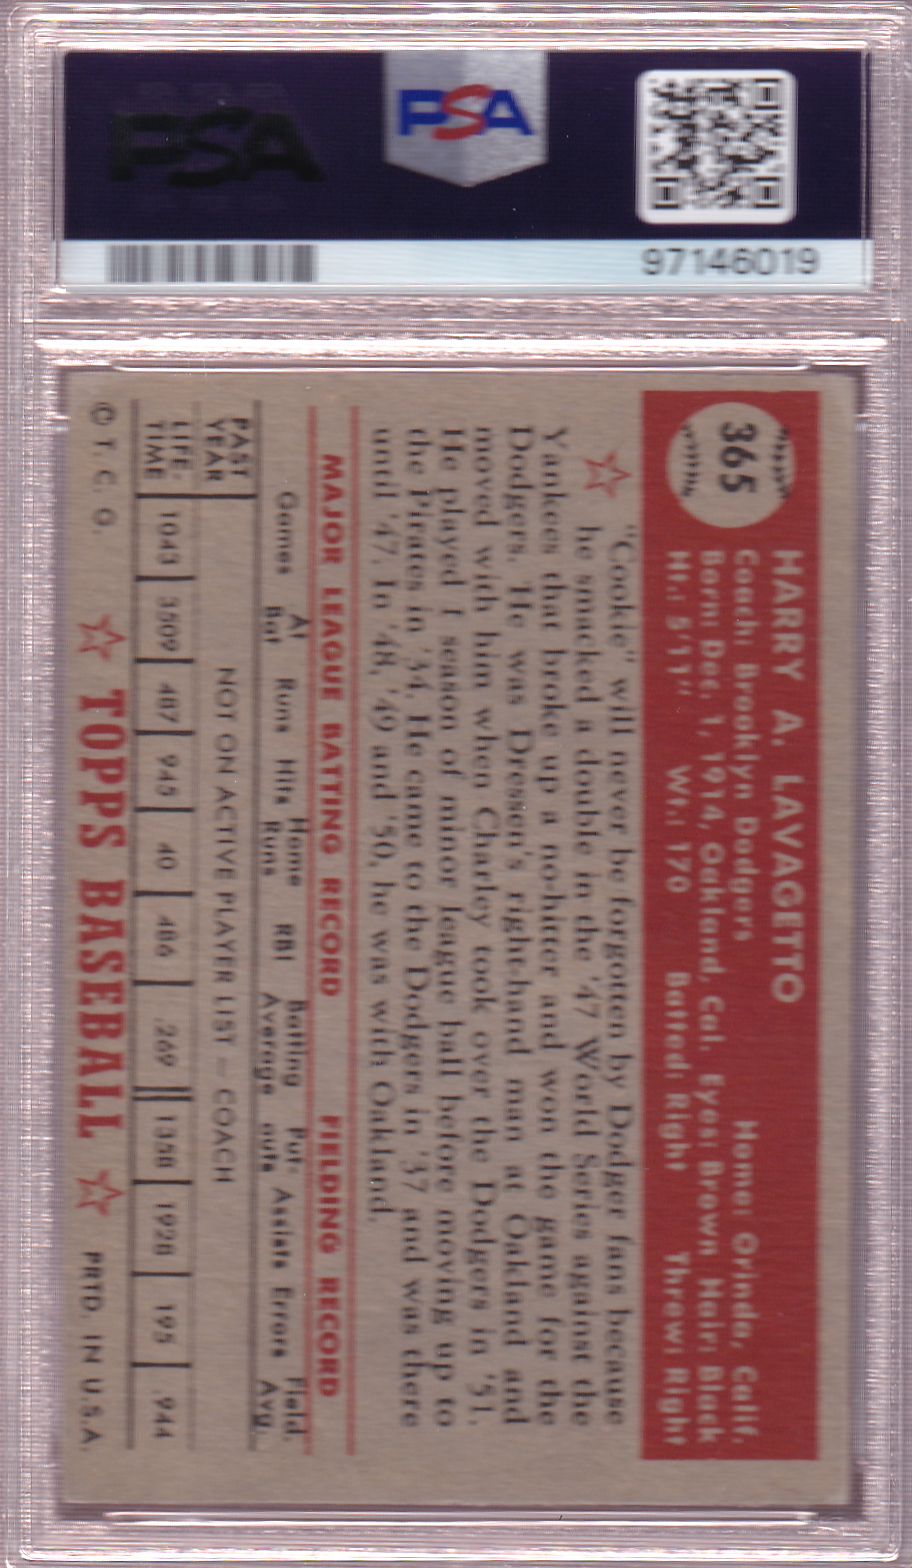 PSA
PSA
97146019
365
HARRY A. LAVAGETTO
Coach: Brooklyn Dodgers Home: Orinda, Calif.
Born: Dec. 1, 1914, Oakland, Cal. Eyes: Brown Hair: Black
Ht.: 5'11" Wt.: 170 Batted: Right Threw: Right
"Cookie" will never be forgotten by Dodger fans because
he smacked a double in the '47 World Series against the
Yankees that broke up a no-hitter and won the game for the
Dodgers. He was Dressen's right-hand man at Oakland and
moved with him when Charley took over the Dodgers in '51.
He played 1 season of minor league ball before moving up to
the Pirates in '34. He came to the Dodgers in '37 and was there
until '47. In '48, '49 and '50, he was with Oakland.
MAJOR LEAGUE BATTING RECORD FIELDING RECORD
Games At Bat Runs Hits Home Runs RBI Batting Average Put outs Assists Errors Field Avg.
PAST YEAR NOT ON ACTIVE PLAYER LIST – COACH
LIFE TIME 1043 3509 487 945 40 486 .269 1388 1928 195 .944
© T. C. G. TOPPS BASEBALL PRTD. IN U.S.A.